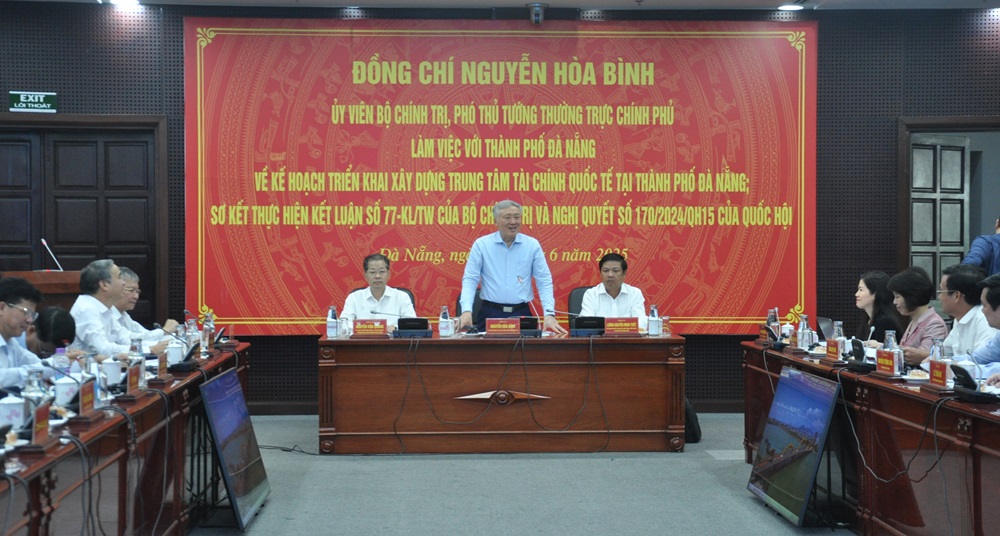 EXIT
LỐI THOÁT
ĐỒNG CHÍ NGUYỄN HÒA BÌNH
ỦY VIÊN BỘ CHÍNH TRỊ, PHÓ THỦ TƯỚNG THƯỜNG TRỰC CHÍNH PHỦ
LÀM VIỆC VỚI THÀNH PHỐ ĐÀ NẴNG
VỀ KẾ HOẠCH TRIỂN KHAI XÂY DỰNG TRUNG TÂM TÀI CHÍNH QUỐC TẾ TẠI THÀNH PHỐ ĐÀ NẴNG;
SƠ KẾT THỰC HIỆN KẾT LUẬN SỐ 77-KL/TW CỦA BỘ VÀ NGHỊ QUYẾT SỐ 170/2024/QH15 CỦA QUỐC HỘI
Đà Nẵng, 6 năm 2025
NGUYỄN HÒA BÌNH